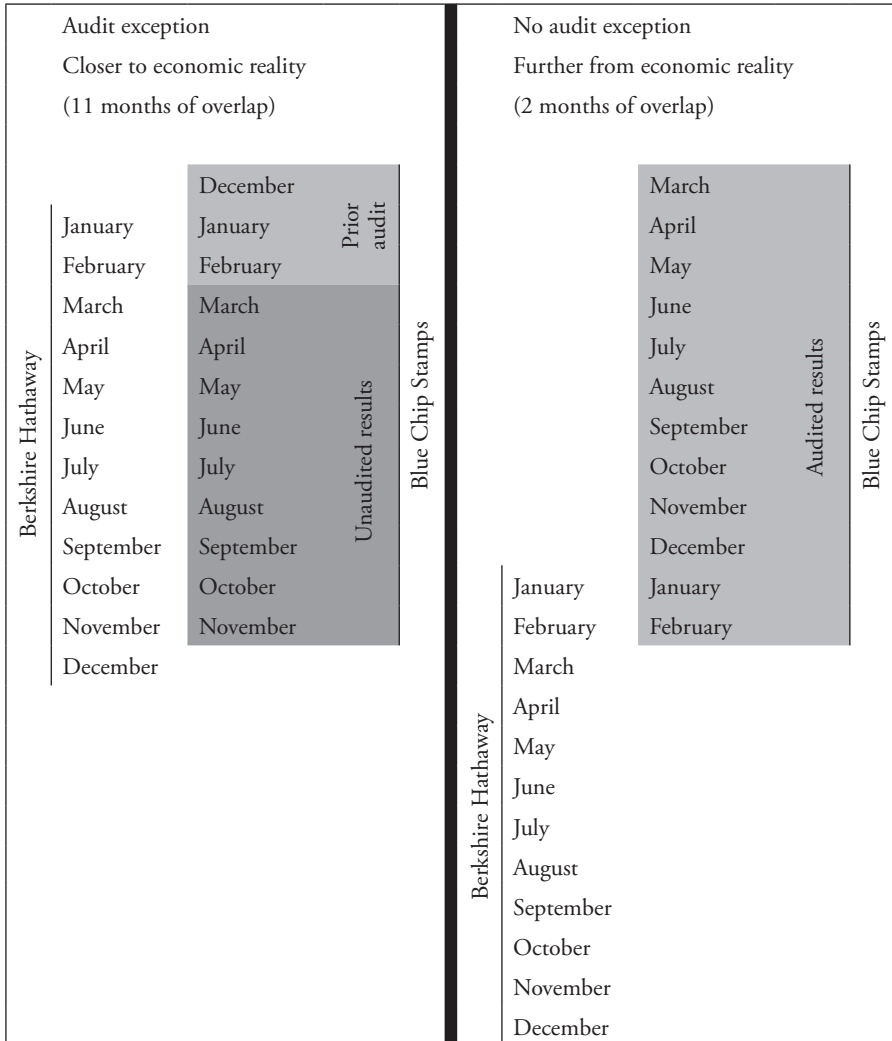 Audit exception
Closer to economic reality
(11 months of overlap)
Berkshire Hathaway
January
February
March
April
May
June
July
August
September
October
November
December
December
January
February
March
April
May
June
July
August
September
October
November
Prior
audit
Unaudited results
Blue Chip Stamps
No audit exception
Further from economic reality
(2 months of overlap)
Berkshire Hathaway
January
February
March
April
May
June
July
August
September
October
November
December
March
April
May
June
July
August
September
October
November
December
January
February
Audited results
Blue Chip Stamps